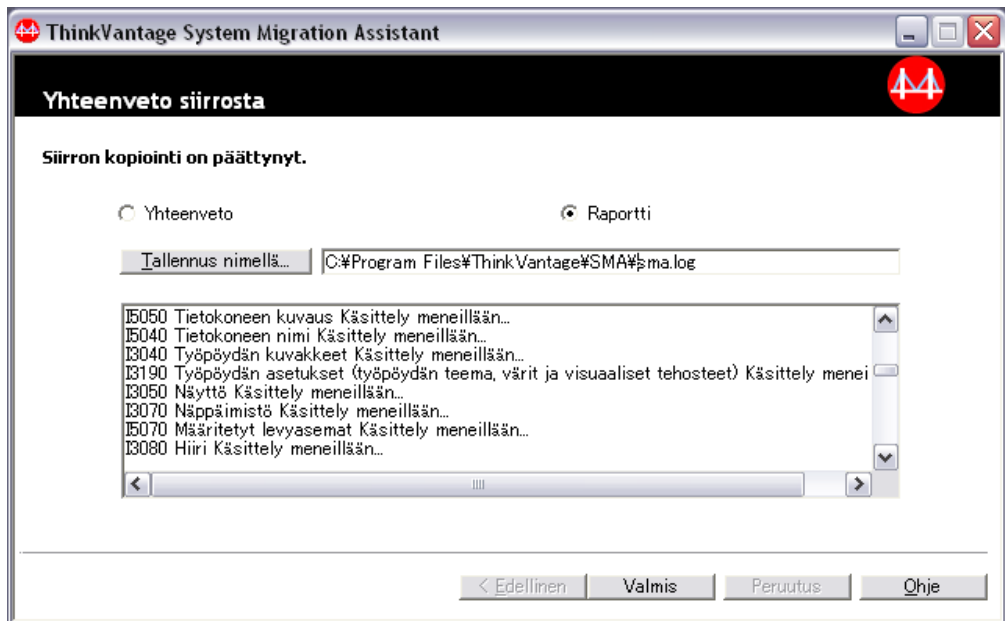 ThinkVantage System Migration Assistant
Yhteenveto siirrosta
Siirron kopiointi on päättynyt.
Yhteenveto Raportti
Tallennus nimellä... C:¥Program Files¥ThinkVantage¥SMA¥sma.log
I5050 Tietokoneen kuvaus Käsittely meneillään...
I5040 Tietokoneen nimi Käsittely meneillään...
I3040 Työpöydän kuvakkeet Käsittely meneillään...
I3190 Työpöydän asetukset (työpöydän teema, värit ja visuaaliset tehosteet) Käsittely menei
I3050 Näyttö Käsittely meneillään...
I3070 Näppäimistö Käsittely meneillään...
I5070 Määritetyt levyasemat Käsittely meneillään...
I3080 Hiiri Käsittely meneillään...
< Edellinen Valmis Peruutus Ohje